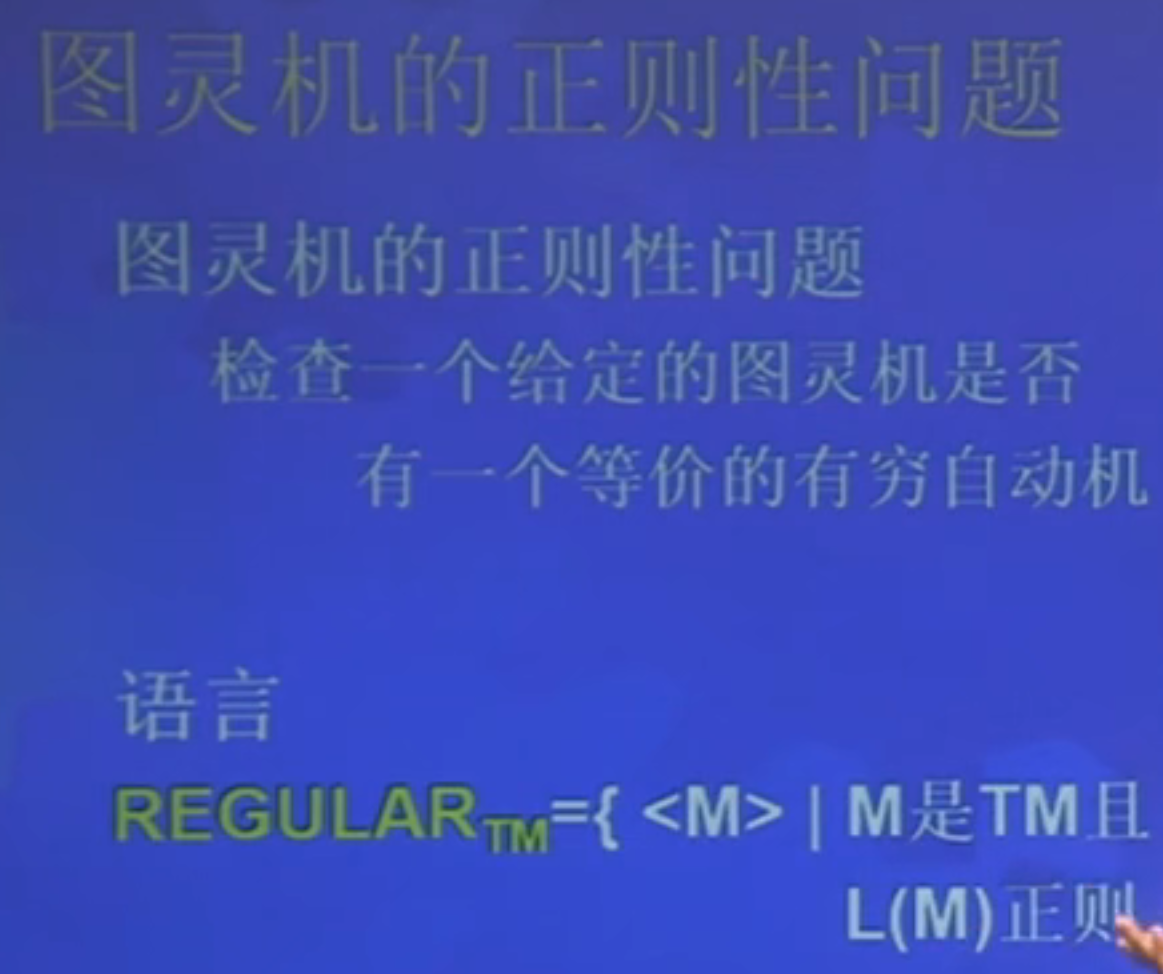 图灵机的正则性问题
图灵机的正则性问题
检查一个给定的图灵机是否
有一个等价的有穷自动机
语言
REGULAR_TM={ <M> | M是TM且
L(M)正则